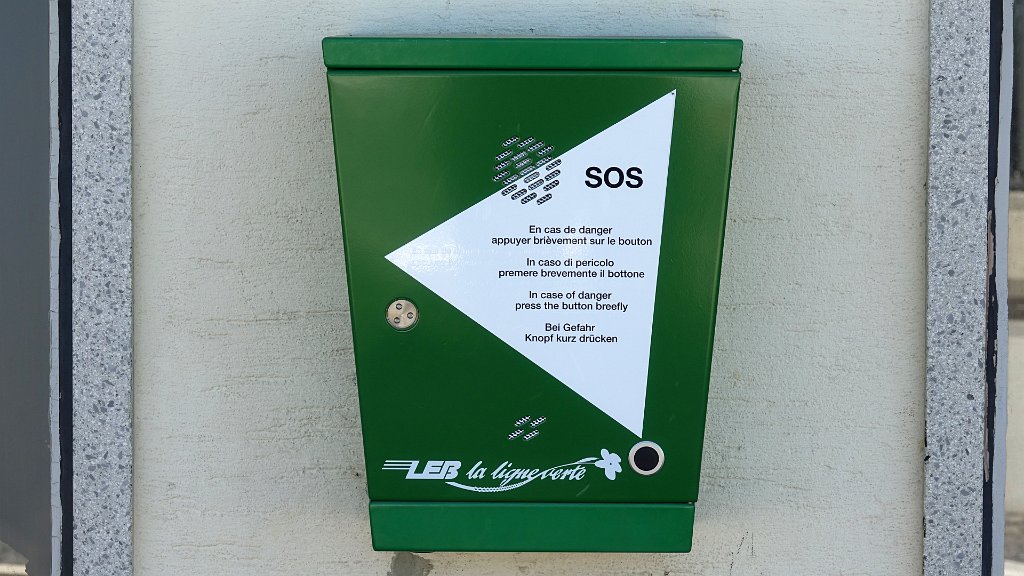 SOS
En cas de danger
appuyer brièvement sur le bouton
In caso di pericolo
premere brevemente il bottone
In case of danger
press the button breefly
Bei Gefahr
Knopf kurz drücken
LEB la ligne verte